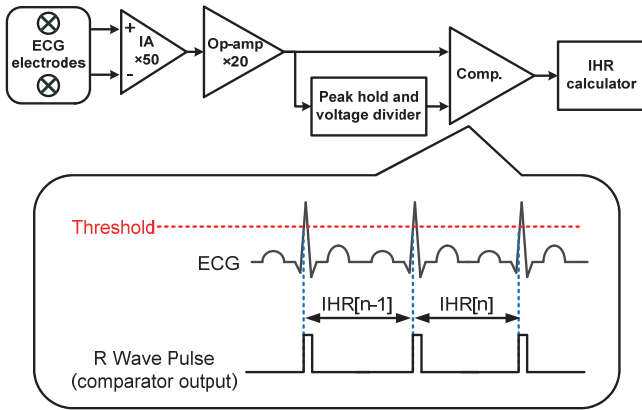 ECG
electrodes
+
-
IA
×50
Op-amp
×20
Peak hold and
voltage divider
Comp.
IHR
calculator
Threshold
ECG
IHR[n-1]
IHR[n]
R Wave Pulse
(comparator output)